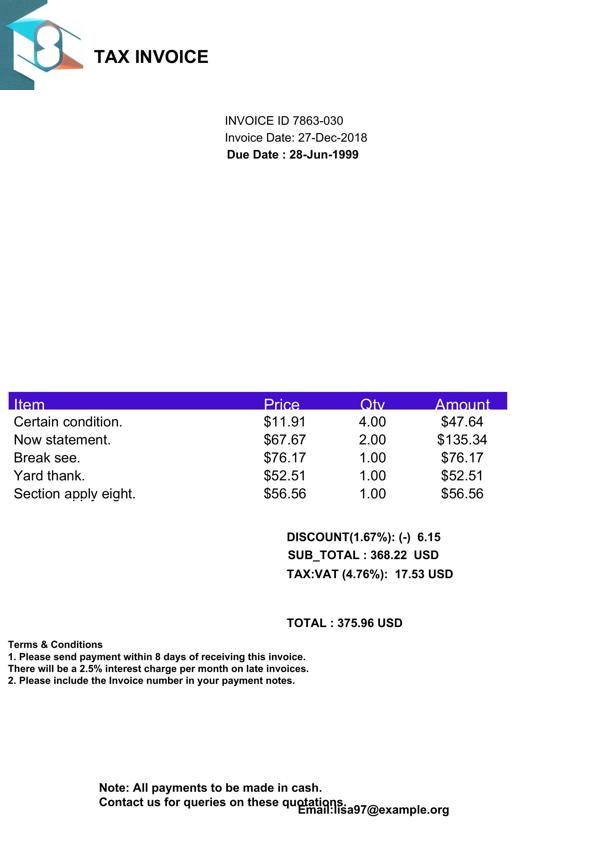 TAX INVOICE
INVOICE ID 7863-030
Invoice Date: 27-Dec-2018
Due Date : 28-Jun-1999
Item Price Qty Amount
Certain condition. $11.91 4.00 $47.64
Now statement. $67.67 2.00 $135.34
Break see. $76.17 1.00 $76.17
Yard thank. $52.51 1.00 $52.51
Section apply eight. $56.56 1.00 $56.56
DISCOUNT(1.67%): (-) 6.15
SUB_TOTAL : 368.22 USD
TAX:VAT (4.76%): 17.53 USD
TOTAL : 375.96 USD
Terms & Conditions
1. Please send payment within 8 days of receiving this invoice.
There will be a 2.5% interest charge per month on late invoices.
2. Please include the Invoice number in your payment notes.
Note: All payments to be made in cash.
Contact us for queries on these quotations.
Email:lisa97@example.org